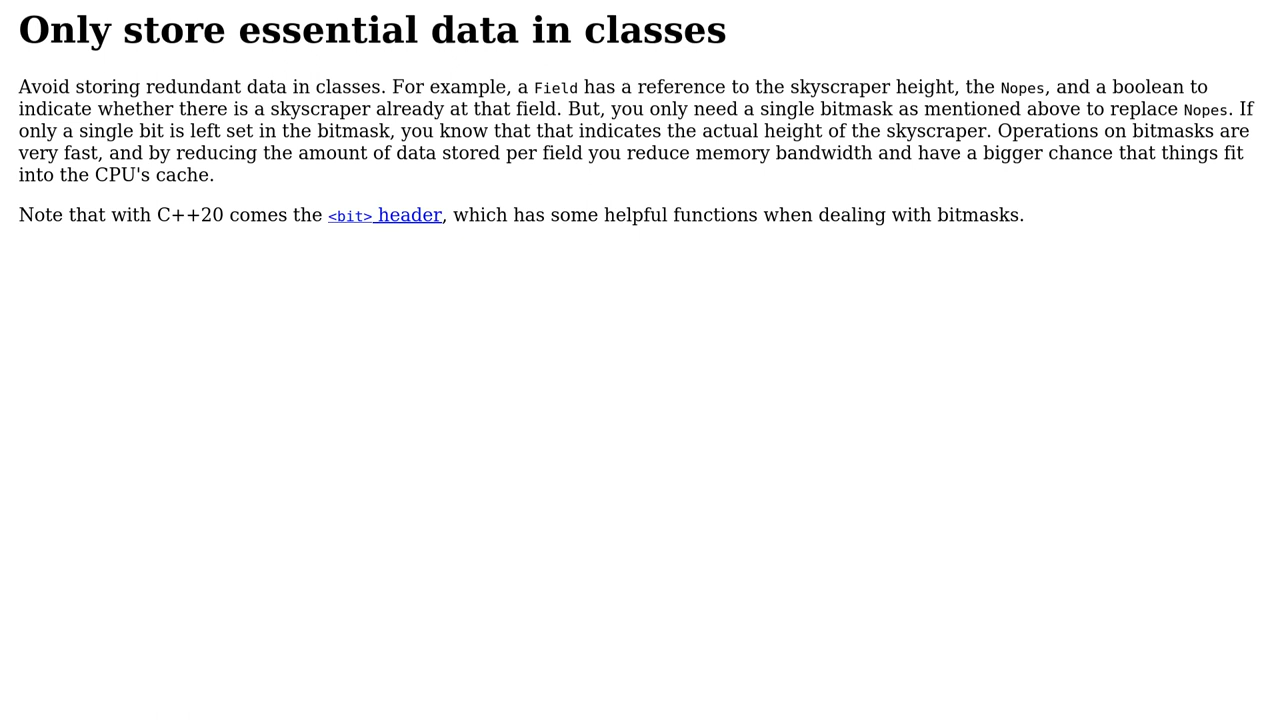 Only store essential data in classes
Avoid storing redundant data in classes. For example, a Field has a reference to the skyscraper height, the Nopes, and a boolean to
indicate whether there is a skyscraper already at that field. But, you only need a single bitmask as mentioned above to replace Nopes. If
only a single bit is left set in the bitmask, you know that that indicates the actual height of the skyscraper. Operations on bitmasks are
very fast, and by reducing the amount of data stored per field you reduce memory bandwidth and have a bigger chance that things fit
into the CPU's cache.
Note that with C++20 comes the <bit> header, which has some helpful functions when dealing with bitmasks.